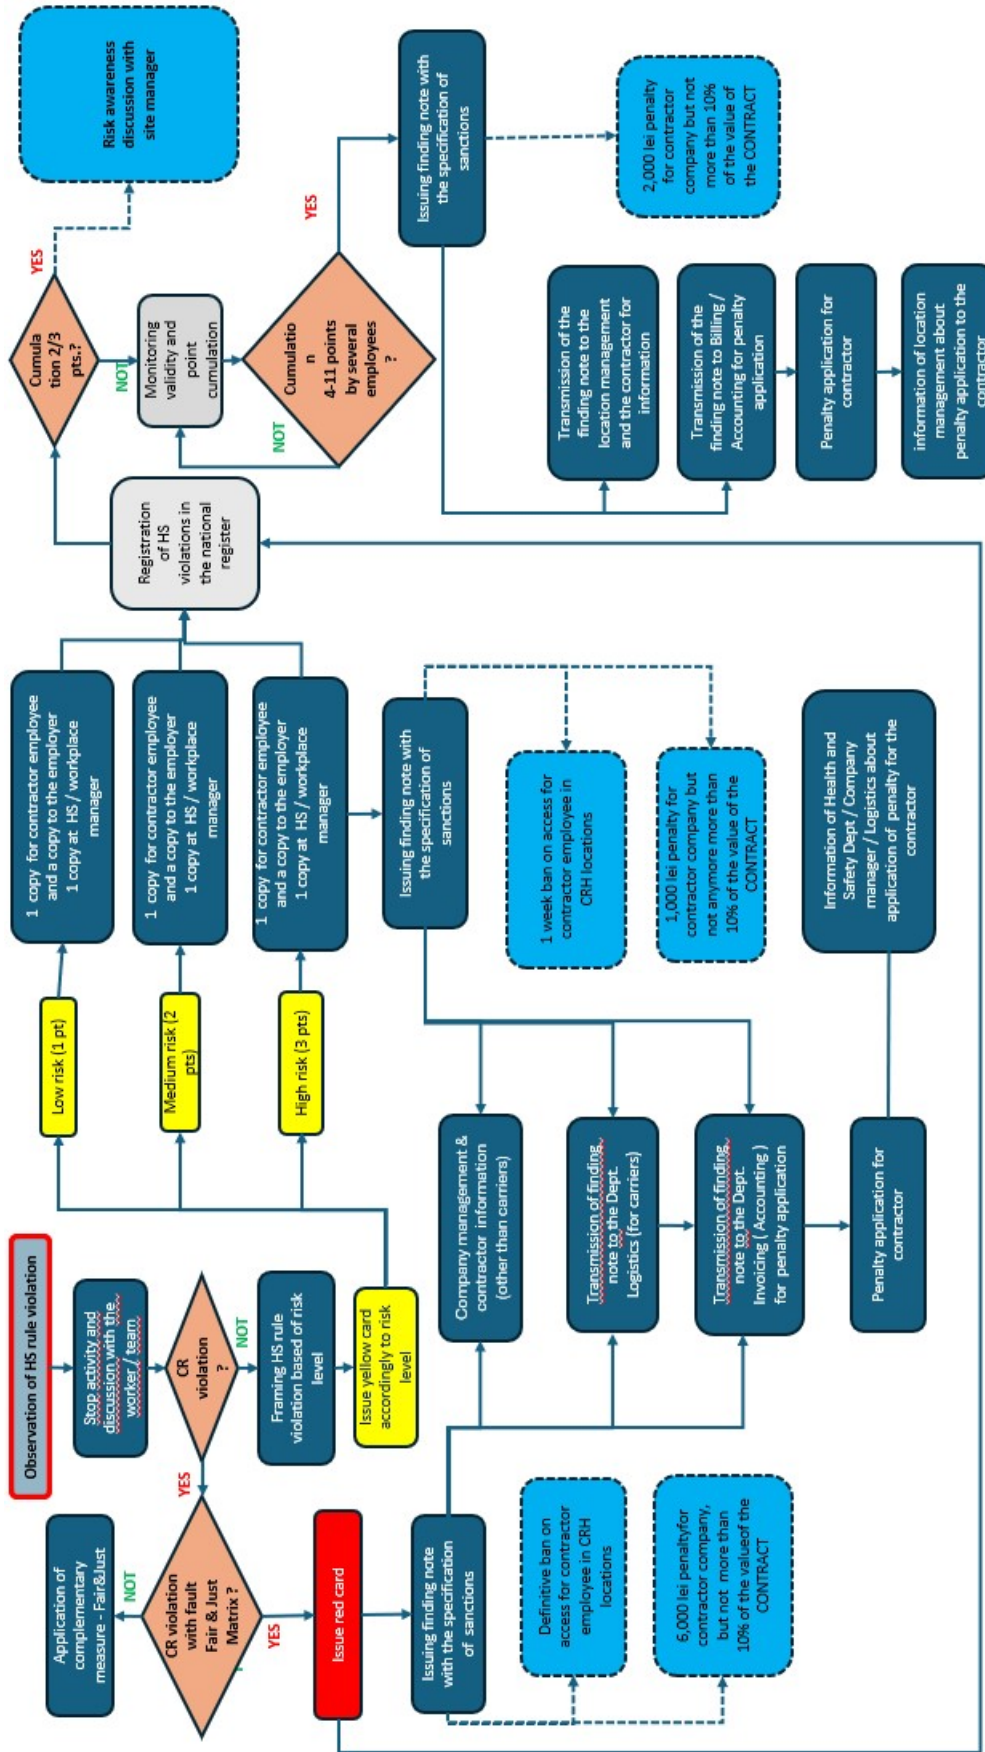 Observation of HS rule violation
Stop activity and
discussion with the
worker / team
CR
violation
?
YES
NOT
CR violation
with fault
Fair & Just
Matrix ?
NOT
YES
Application of
complementary
measure - Fair&Just
Issue red card
Issuing finding note
with the specification
of sanctions
Definitive ban on
access for contractor
employee in CRH
locations
6,000 lei penaltyfor
contractor company,
but not more than
10% of the valueof the
CONTRACT
Framing HS rule
violation based of risk
level
Issue yellow card
accordingly to risk
level
Low risk (1 pt)
Medium risk (2
pts)
High risk (3 pts)
1 copy for contractor employee
and a copy to the employer
1 copy at HS / workplace
manager
1 copy for contractor employee
and a copy to the employer
1 copy at HS / workplace
manager
1 copy for contractor employee
and a copy to the employer
1 copy at HS / workplace
manager
Issuing finding note with
the specification of
sanctions
1 week ban on access for
contractor employee in
CRH locations
1,000 lei penalty for
contractor company but
not anymore more than
10% of the value of the
CONTRACT
Company management &
contractor information
(other than carriers)
Transmission of finding
note to the Dept.
Logistics (for carriers)
Transmission of finding
note to the Dept.
Invoicing ( Accounting )
for penalty application
Penalty application for
contractor
Information of Health and
Safety Dept / Company
manager / Logistics about
application of penalty for the
contractor
Registration
of HS
violations in
the national
register
Cumula
tion 2/3
pts.?
YES
NOT
Risk awareness
discussion with
site manager
Monitoring
validity and
point
cumulation
Cumulatio
n
4-11 points
by several
employees
?
NOT
YES
Issuing finding note with
the specification of
sanctions
2,000 lei penalty
for contractor
company but not
more than 10%
of the value of
the CONTRACT
Transmission of the
finding note to the
location management
and the contractor for
information
Transmission of the
finding note to Billing /
Accounting for penalty
application
Penalty application for
contractor
information of location
management about
penalty application to the
contractor